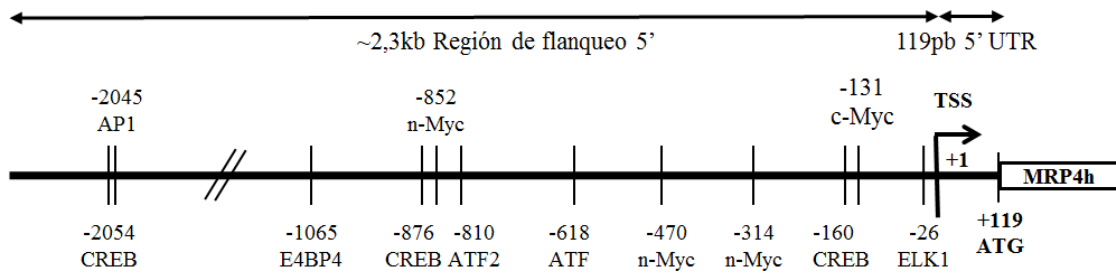 ~2,3kb Región de flanqueo 5’
119pb 5’ UTR
-2045
AP1
-852
n-Myc
-131
c-Myc
TSS
+1
MRP4h
-2054
CREB
-1065
E4BP4
-876
CREB
-810
ATF2
-618
ATF
-470
n-Myc
-314
n-Myc
-160
CREB
-26
ELK1
+119
ATG